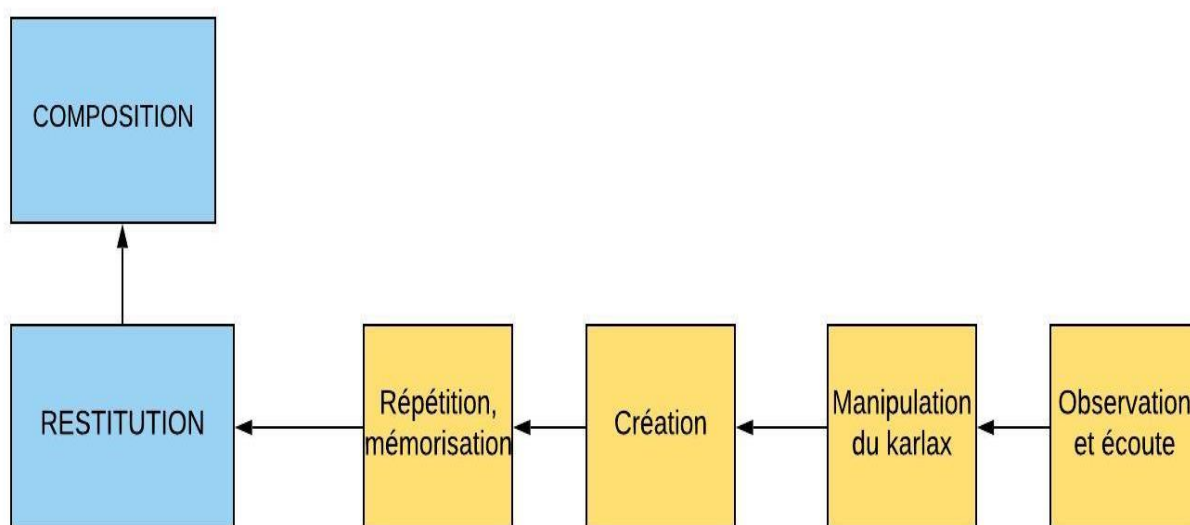 COMPOSITION
RESTITUTION
Répétition,
mémorisation
Création
Manipulation
du karlax
Observation
et écoute